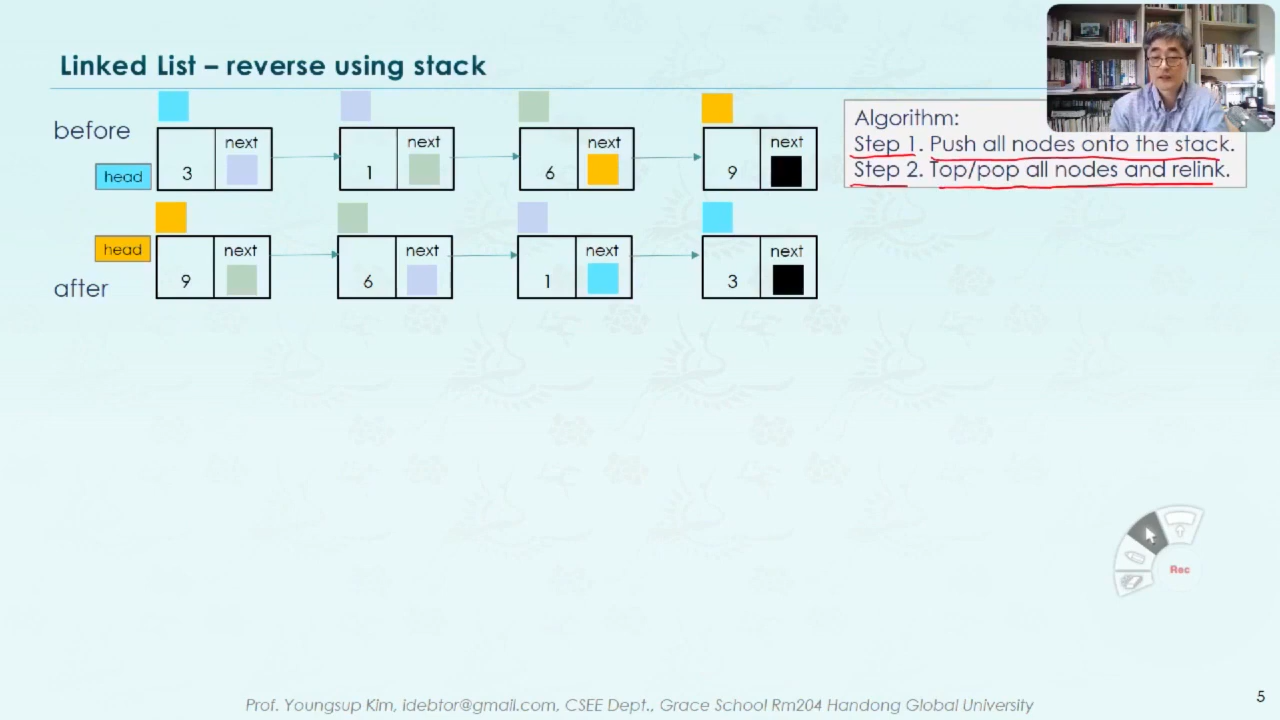 Linked List – reverse using stack
before
head
3 next
1 next
6 next
9 next
Algorithm:
Step 1. Push all nodes onto the stack.
Step 2. Top/pop all nodes and relink.
head
after
9 next
6 next
1 next
3 next
Rec
Prof. Youngsup Kim, idebtor@gmail.com, CSEE Dept., Grace School Rm204 Handong Global University
5